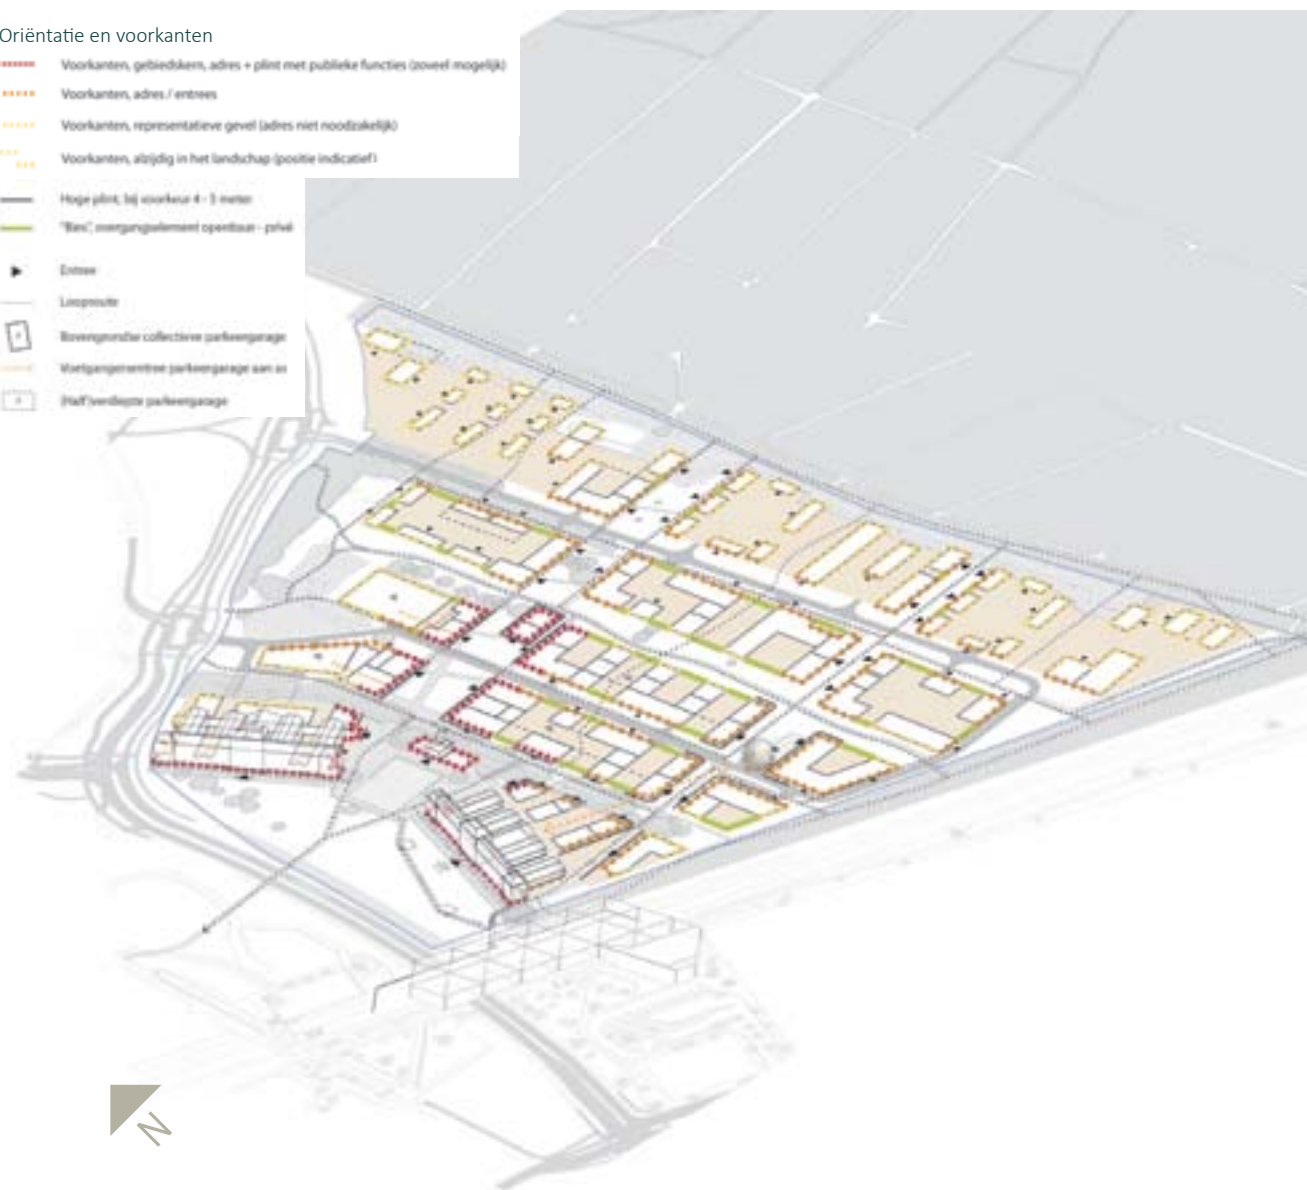 Oriëntatie en voorkanten
Voorkanten, gebiedskern, adres + plint met publieke functies (zoveel mogelijk)
Voorkanten, adres / entrees
Voorkanten, representatieve gevel (adres niet noodzakelijk)
Voorkanten, alzijdig in het landschap (positie indicatief)
Hoge plint, bij voorkeur 4 - 5 meter
overgangselement openbaar - privé
Entree
Looproute
Bovengrondse collectieve parkeergarage
Voetgangersentree parkeergarage aan
(Half)verdiepte parkeergarage
N